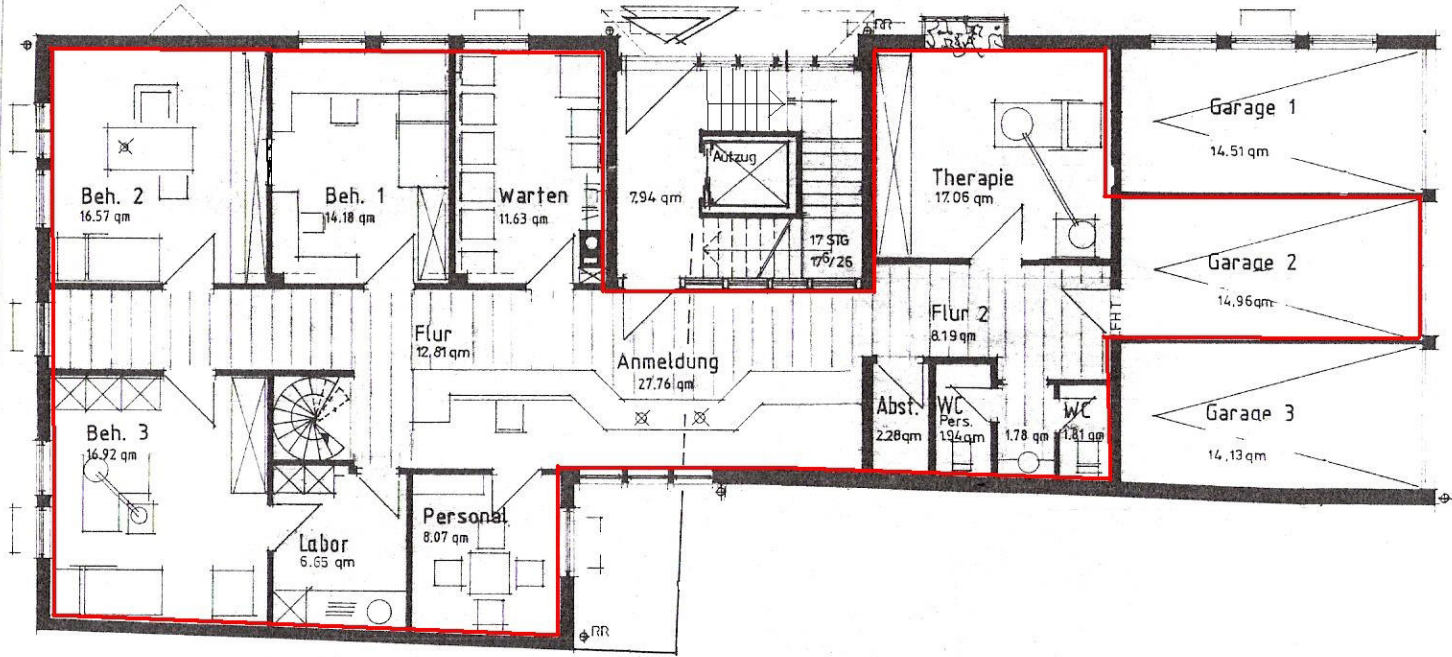 RR
Garage 1
14.51 qm
Aufzug
Beh. 2
16.57 qm
Beh. 1
14.18 qm
Warten
11.63 qm
7.94 qm
Therapie
17.06 qm
17 STG
17⁶/26
Garage 2
14.96 qm
Flur
12.81 qm
Flur 2
8.19 qm
FHT
Anmeldung
27.76 qm
Beh. 3
16.92 qm
Abst.
2.28 qm
WC
Pers.
1.94 qm
1.78 qm
WC
1.81 qm
Garage 3
14.13 qm
Personal
8.07 qm
Labor
6.65 qm
RR